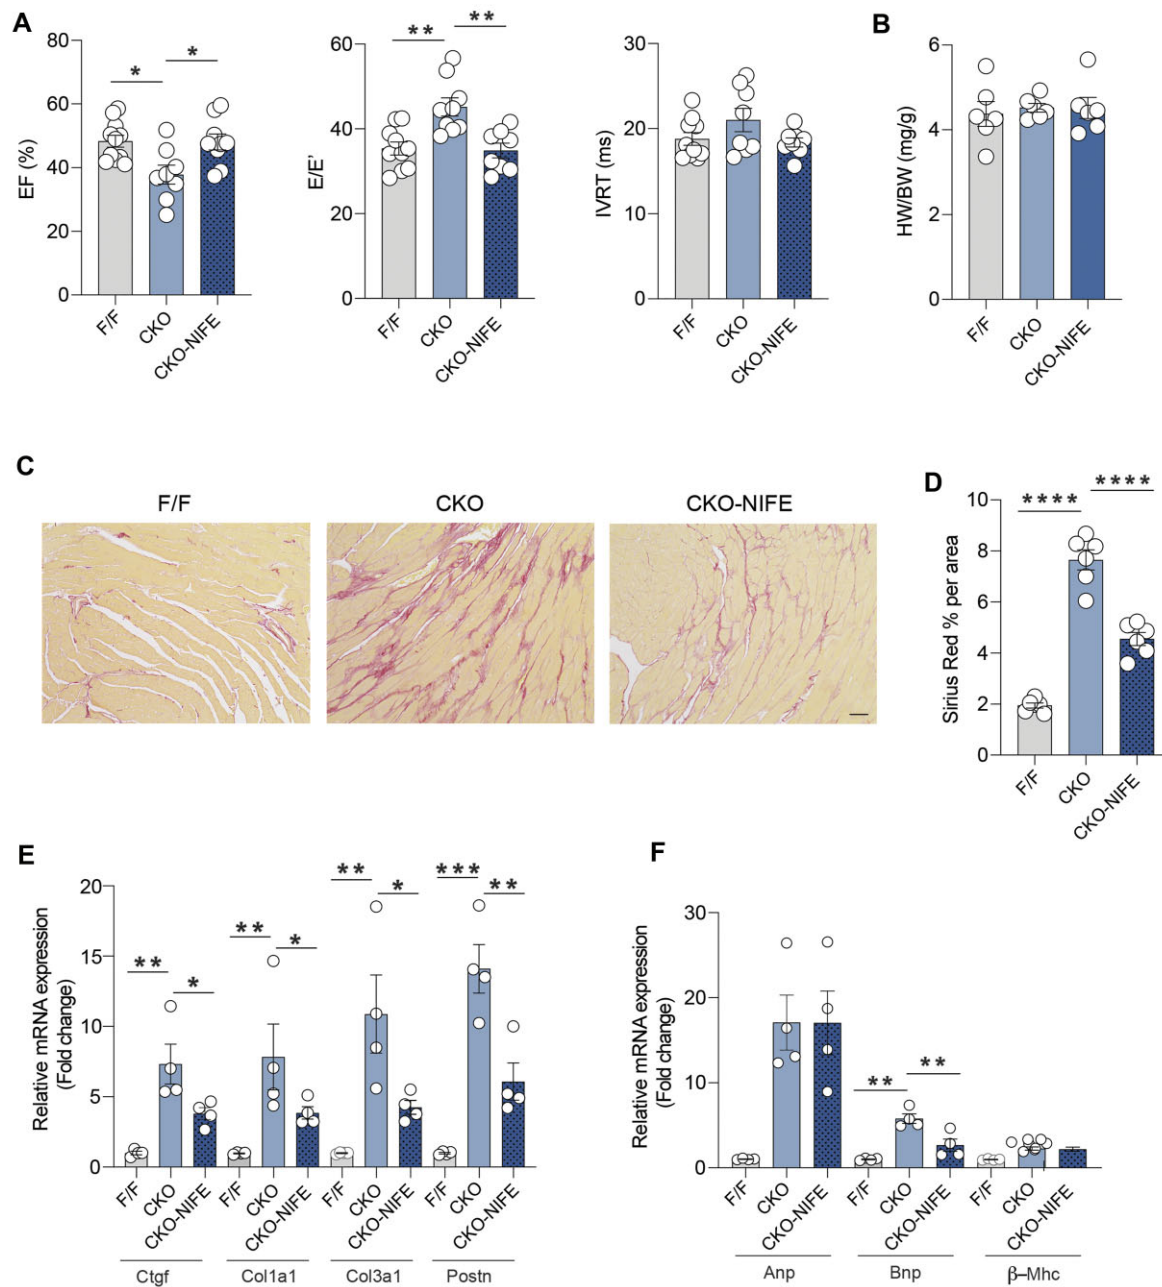 A
EF (%)
80
60
40
20
0
*
*
F/F
CKO
CKO-NIFE
E/E'
60
40
20
0
**
**
F/F
CKO
CKO-NIFE
IVRT (ms)
30
20
10
0
F/F
CKO
CKO-NIFE
B
HW/BW (mg/g)
6
4
2
0
F/F
CKO
CKO-NIFE
C
F/F
CKO
CKO-NIFE
D
Sirius Red % per area
10
8
6
4
2
0
****
****
F/F
CKO
CKO-NIFE
E
Relative mRNA expression
(Fold change)
20
15
10
5
0
**
*
**
*
**
*
***
**
F/F
CKO
CKO-NIFE
F/F
CKO
CKO-NIFE
F/F
CKO
CKO-NIFE
F/F
CKO
CKO-NIFE
Ctgf
Col1a1
Col3a1
Postn
F
Relative mRNA expression
(Fold change)
30
20
10
0
**
**
F/F
CKO
CKO-NIFE
F/F
CKO
CKO-NIFE
F/F
CKO
CKO-NIFE
Anp
Bnp
β–Mhc